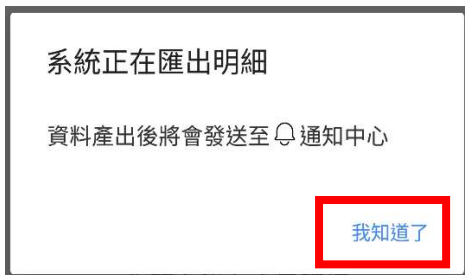 系統正在匯出明細
資料產出後將會發送至通知中心
我知道了